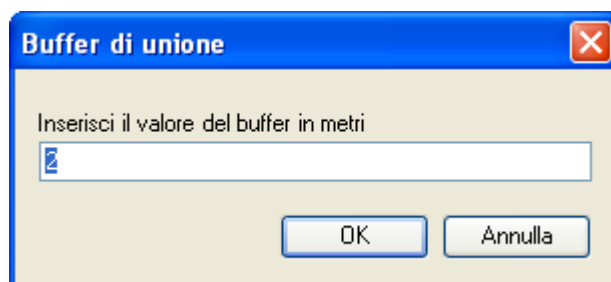 Buffer di unione
Inserisci il valore del buffer in metri
2
OK Annulla